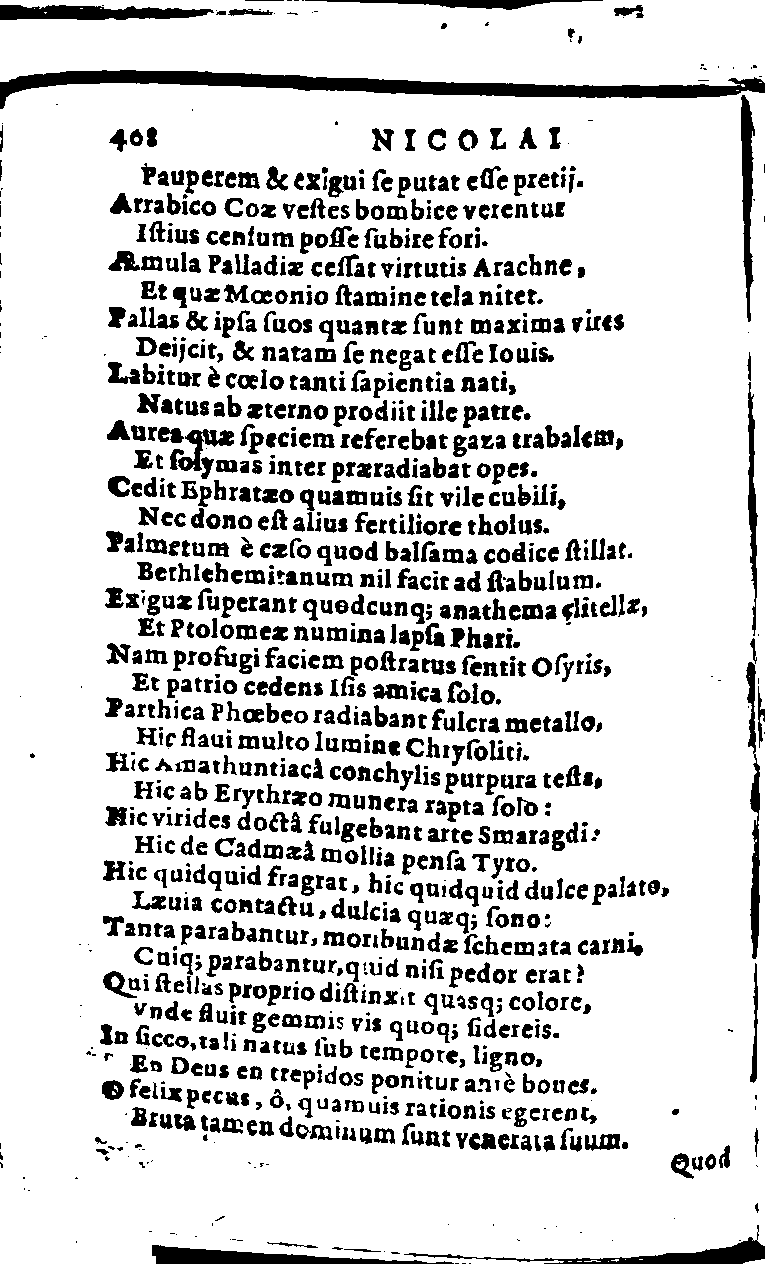 408 NICOLAI
Pauperem & exigui ſe putat eſſe pretij.
Arrabico Coæ veſtes bombice verentur
Iſtius cenſum poſſe ſubire fori.
Æmula Palladiæ ceſſat virtutis Arachne,
Et quæ Mœonio ſtamine tela nitet.
Pallas & ipſa ſuos quantæ ſunt maxima vires
Deijcit, & natam ſe negat eſſe Iouis.
Labitur è cœlo tanti ſapientia nati,
Natus ab æterno prodiit ille patre.
Aurea quæ ſpeciem referebat gaza trabalem,
Et ſolymas inter præradiabat opes.
Cedit Ephratæo quamuis ſit vile cubili,
Nec dono eſt alius fertiliore tholus.
Palmetum è cæſo quod balſama codice ſtillat.
Bethlehemitanum nil facit ad ſtabulum.
Exiguæ ſuperant quodcunq; anathema clitellæ,
Et Ptolomeæ numina lapſa Phari.
Nam profugi faciem poſtratus ſentit Oſyris,
Et patrio cedens Iſis amica ſolo.
Parthica Phœbeo radiabant fulcra metallo,
Hic flaui multo lumine Chryſoliti.
Hic Amathuntiacâ conchylis purpura teſta,
Hic ab Erythræo munera rapta ſolo:
Hic virides doctâ fulgebant arte Smaragdi:
Hic de Cadmæâ mollia penſa Tyro.
Hic quidquid fragrat, hic quidquid dulce palato,
Læuia contactu, dulcia quæq; ſono:
Tanta parabantur, moribundæ ſchemata carni,
Cuiq; parabantur, quid niſi pedor erat?
Qui ſtellas proprio diſtinxit quasq; colore,
Vnde fluit gemmis vis quoq; ſidereis.
In ſicco, tali natus ſub tempore, ligno,
En Deus en trepidos ponitur antè boues.
O felix pecus, ô, quamuis rationis egerent,
Bruta tamen dominum ſunt venerata ſuum.
Quod